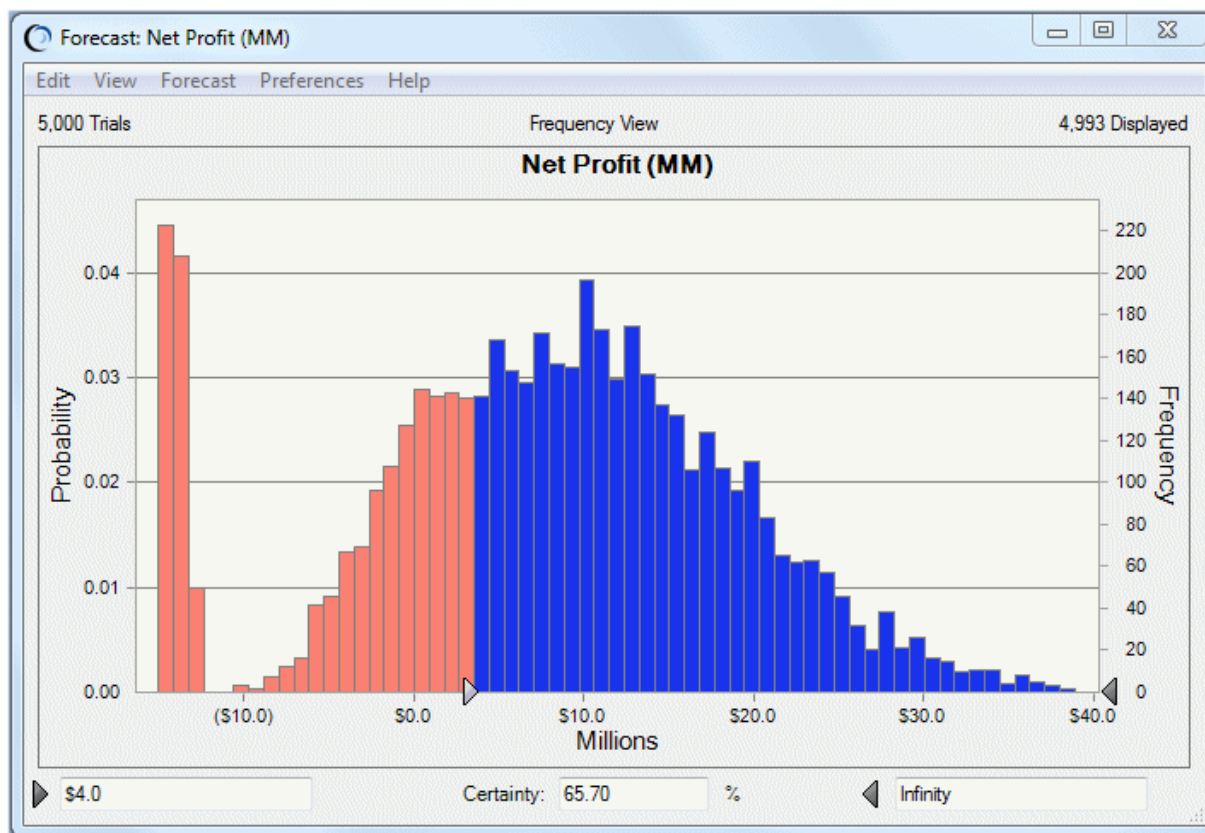 Forecast: Net Profit (MM)
Edit View Forecast Preferences Help
5,000 Trials Frequency View 4,993 Displayed
Net Profit (MM)
Probability
0.04
0.03
0.02
0.01
0.00
220
200
180
160
140
120
100
80
60
40
20
0
Frequency
($10.0) $0.0 $10.0 $20.0 $30.0 $40.0
Millions
$4.0 Certainty: 65.70 % Infinity